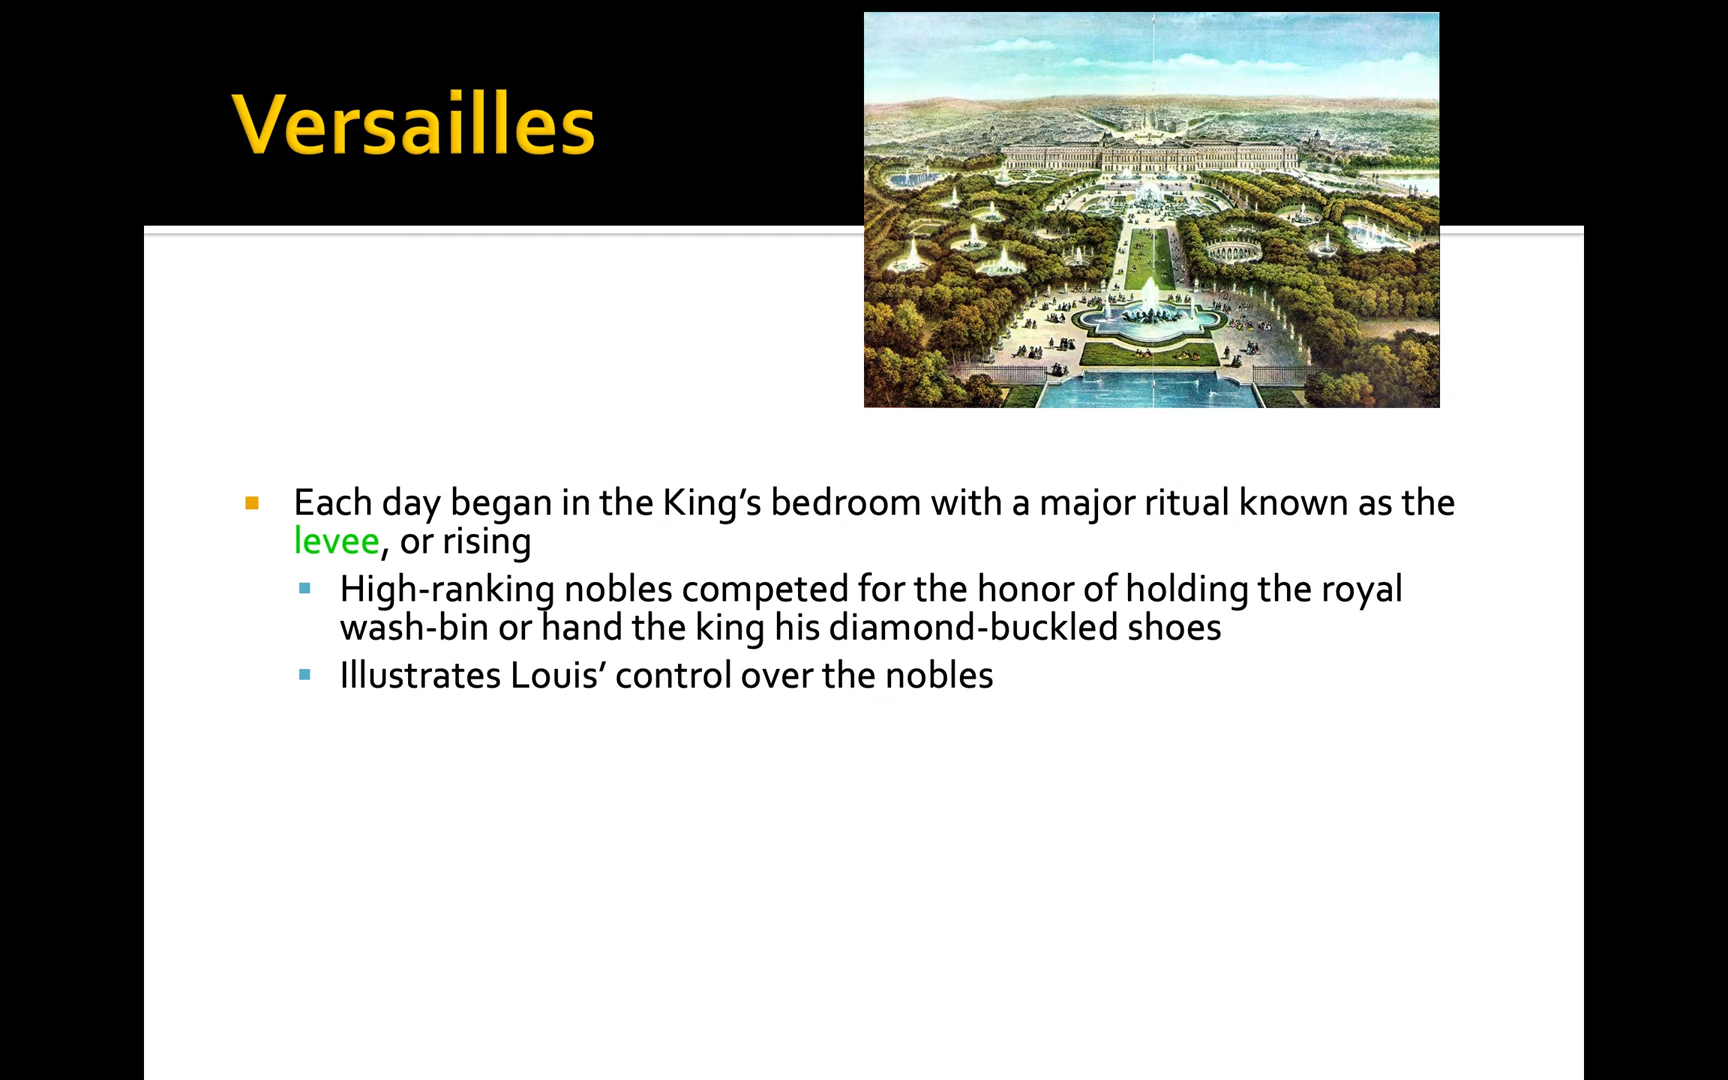 Versailles
Each day began in the King’s bedroom with a major ritual known as the
levee, or rising
High-ranking nobles competed for the honor of holding the royal
wash-bin or hand the king his diamond-buckled shoes
Illustrates Louis’ control over the nobles